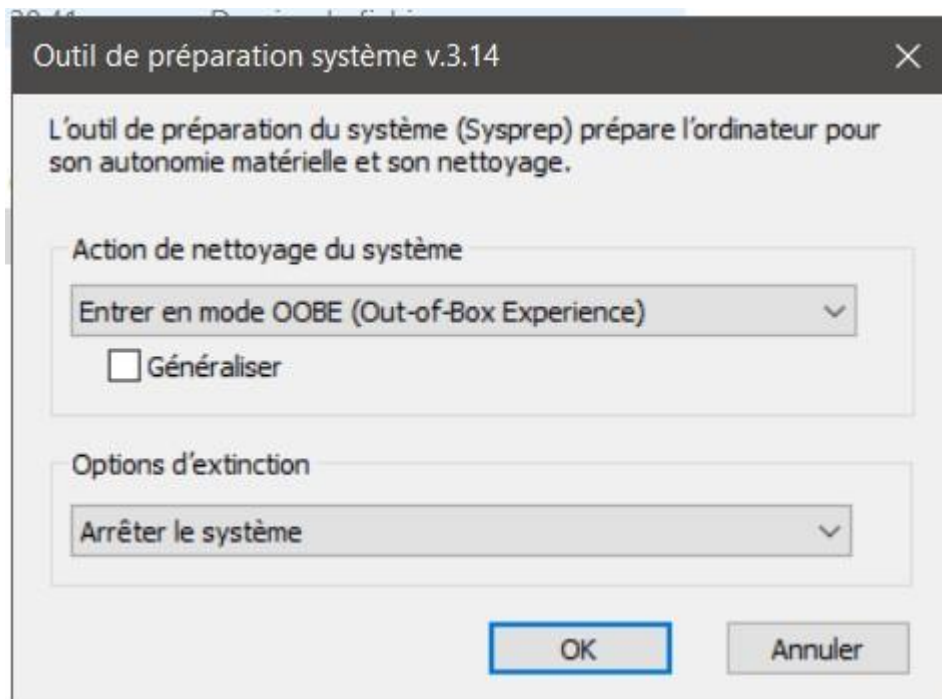 Outil de préparation système v.3.14
L'outil de préparation du système (Sysprep) prépare l'ordinateur pour
son autonomie matérielle et son nettoyage.
Action de nettoyage du système
Entrer en mode OOBE (Out-of-Box Experience)
Généraliser
Options d'extinction
Arrêter le système
OK
Annuler